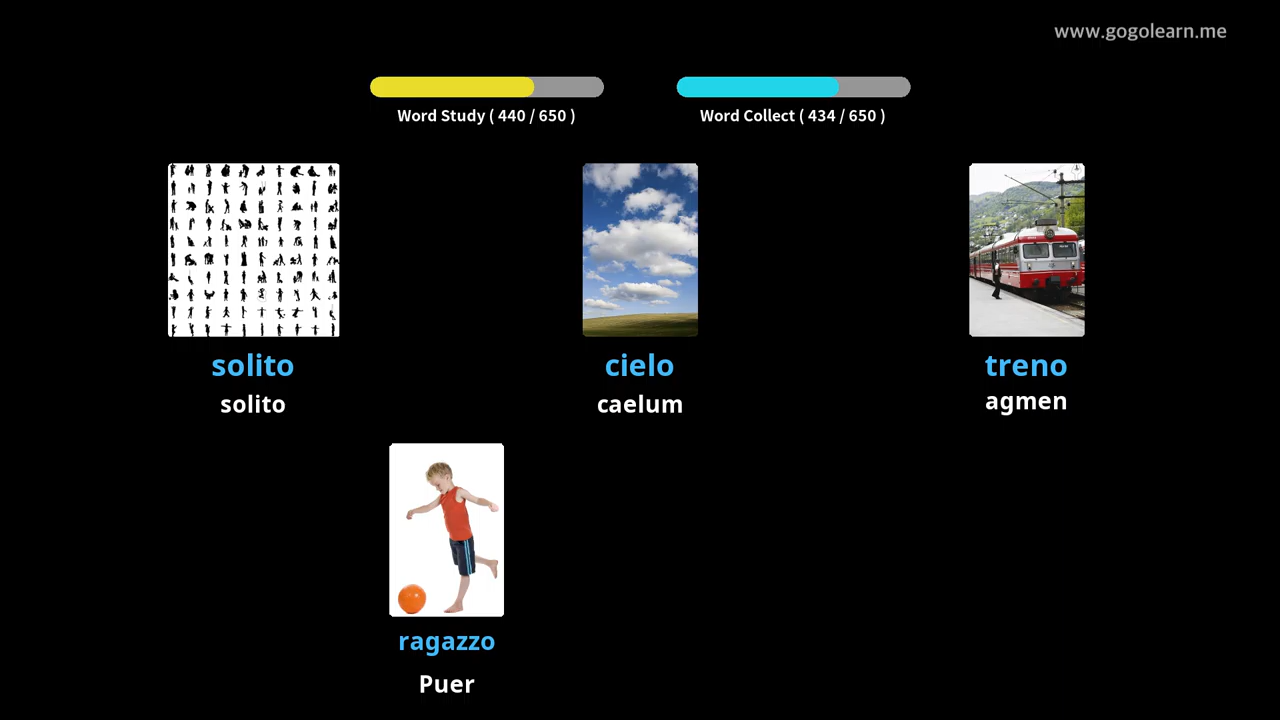 www.gogolearn.me
Word Study ( 440 / 650 )
Word Collect ( 434 / 650 )
solito
solito
cielo
caelum
treno
agmen
ragazzo
Puer